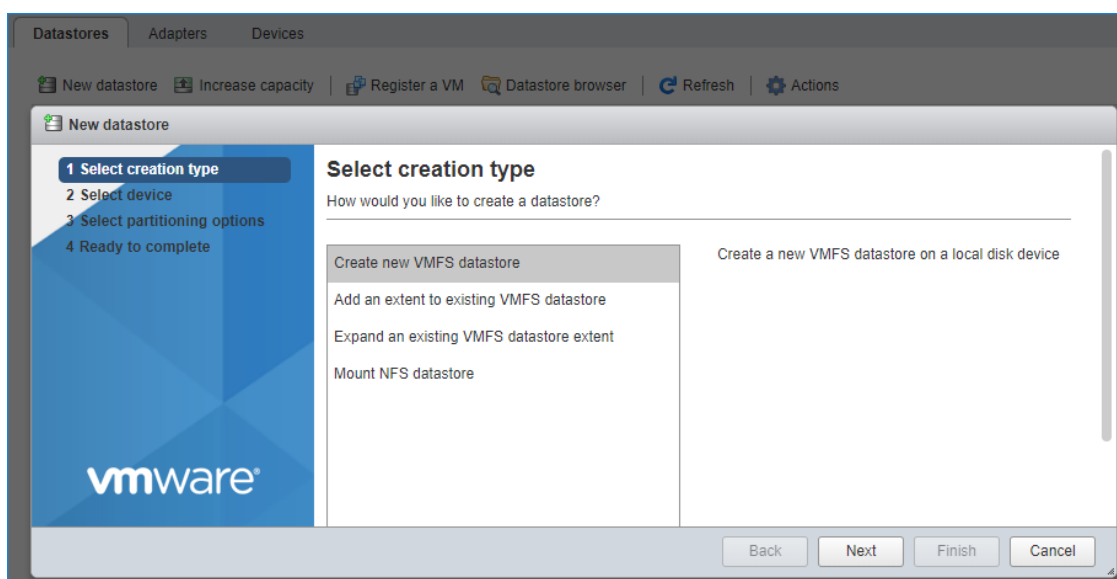 Datastores Adapters Devices
New datastore Increase capacity Register a VM Datastore browser Refresh Actions
New datastore
1 Select creation type
2 Select device
3 Select partitioning options
4 Ready to complete
vmware®
Select creation type
How would you like to create a datastore?
Create new VMFS datastore
Add an extent to existing VMFS datastore
Expand an existing VMFS datastore extent
Mount NFS datastore
Create a new VMFS datastore on a local disk device
Back Next Finish Cancel